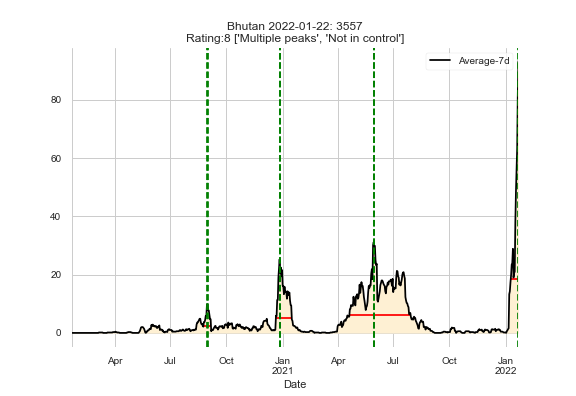 Bhutan 2022-01-22: 3557
Rating:8 ['Multiple peaks', 'Not in control']
Average-7d
80
60
40
20
0
Apr Jul Oct Jan Apr Jul Oct Jan
2021 2022
Date